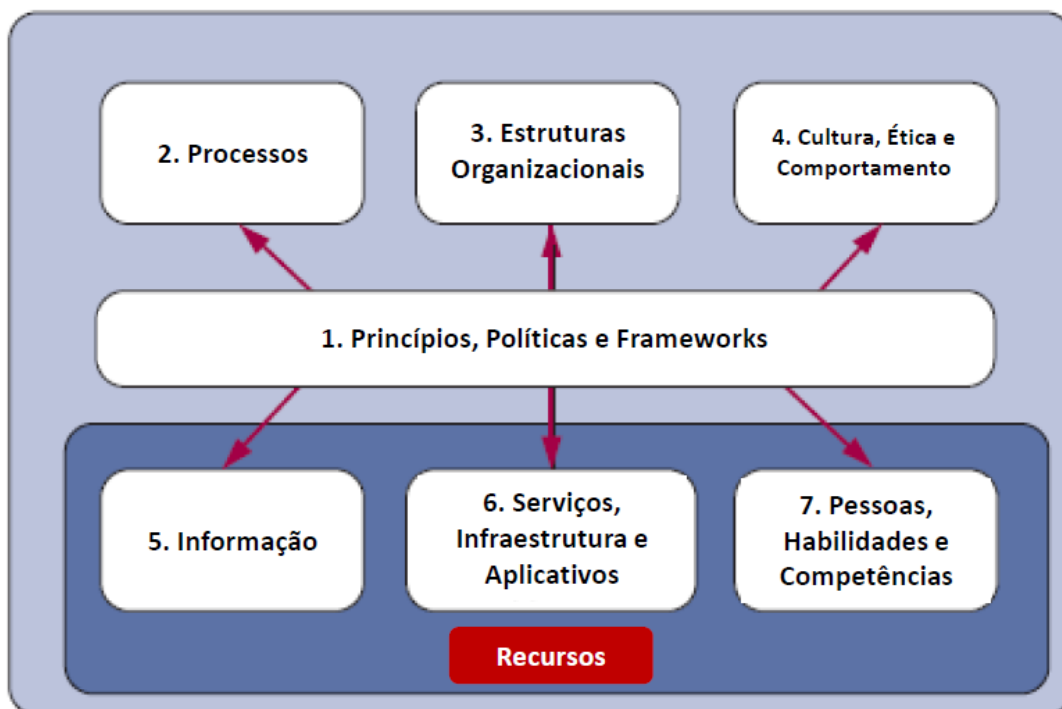 2. Processos
3. Estruturas
Organizacionais
4. Cultura, Ética e
Comportamento
1. Princípios, Políticas e Frameworks
5. Informação
6. Serviços,
Infraestrutura e
Aplicativos
7. Pessoas,
Habilidades e
Competências
Recursos